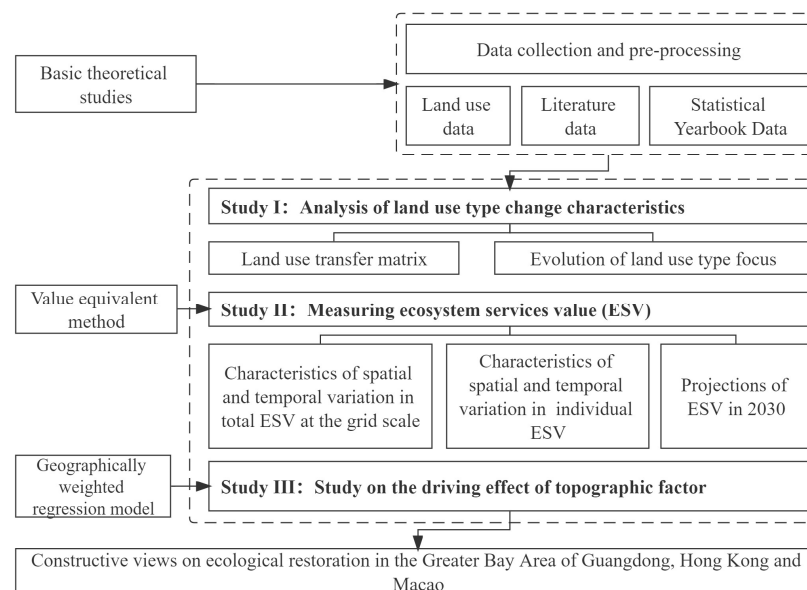 Data collection and pre-processing
Basic theoretical
studies
Land use
data
Literature
data
Statistical
Yearbook Data
Study I: Analysis of land use type change characteristics
Land use transfer matrix
Evolution of land use type focus
Value equivalent
method
Study II: Measuring ecosystem services value (ESV)
Characteristics of spatial
and temporal variation in
total ESV at the grid scale
Characteristics of
spatial and temporal
variation in individual
ESV
Projections of
ESV in 2030
Geographically
weighted
regression model
Study III: Study on the driving effect of topographic factor
Constructive views on ecological restoration in the Greater Bay Area of Guangdong, Hong Kong and
Macao